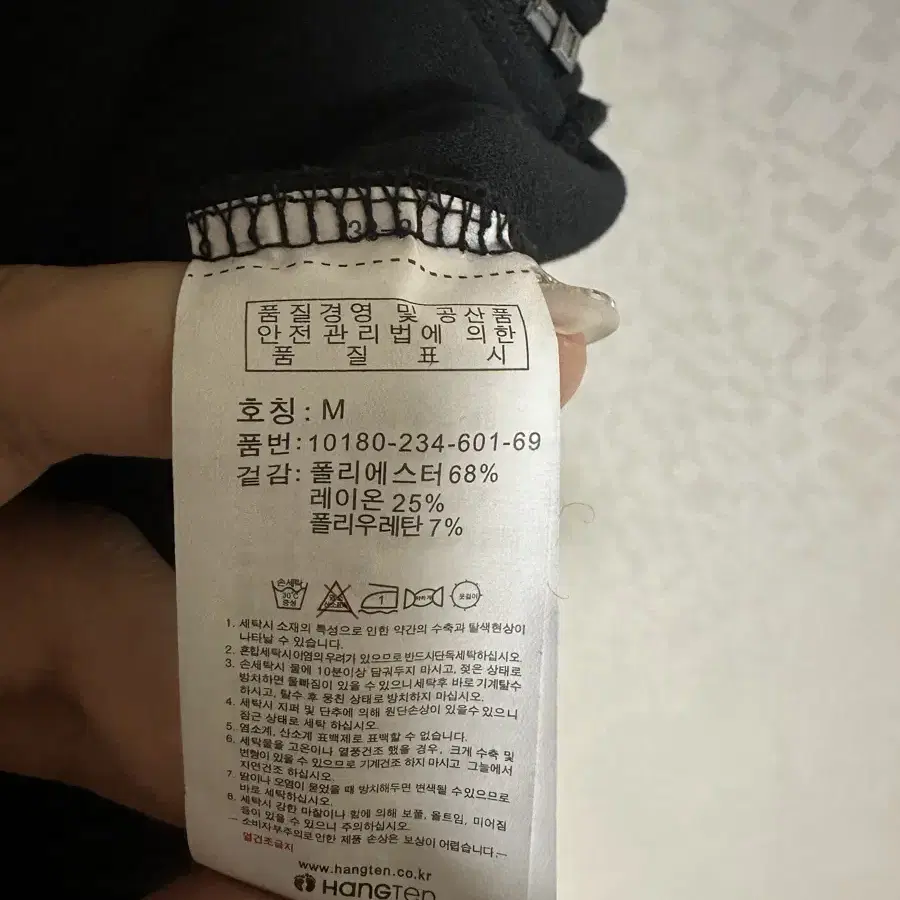 품질경영 및 공산품
안전관리법에 의한
품 질 표 시
호칭: M
품번: 10180-234-601-69
겉감: 폴리에스터 68%
레이온 25%
폴리우레탄 7%
손세탁
30℃
중성
1
옷걸이
1. 세탁시 소재의 특성으로 인한 약간의 수축과 탈색현상이
나타날 수 있습니다.
2. 혼합세탁시이염의우려가 있으므로 반드시단독세탁하십시오.
3. 손세탁시 물에 10분이상 담궈두지 마시고, 젖은 상태로
방치하면 물빠짐이 있을 수 있으니세탁후 바로기계탈수
하시고, 탈수 후 뭉친 상태로 방치하지 마십시오.
4. 세탁시 지퍼 및 단추에 의해 원단손상이 있을수 있으니
잠근 상태로 세탁 하십시오.
5. 염소계, 산소계 표백제로 표백할 수 없습니다.
6. 세탁물을 고온이나 열풍건조 했을 경우, 크게 수축 및
변형이 있을 수 있으므로 기계건조 하지 마시고 그늘에서
자연건조 하십시오.
7. 땀이나 오염이 묻었을 때 방치해두면 변색될 수있으므로
바로 세탁하십시오.
8. 세탁시 강한 마찰이나 힘에 의해 보풀, 올트임, 미어짐
등이 있을 수 있으니 주의하십시오.
― 소비자부주의로인한 제품 손상은 보상이 어렵습니다.―
열건조금지
www.hangten.co.kr
HANGTEN